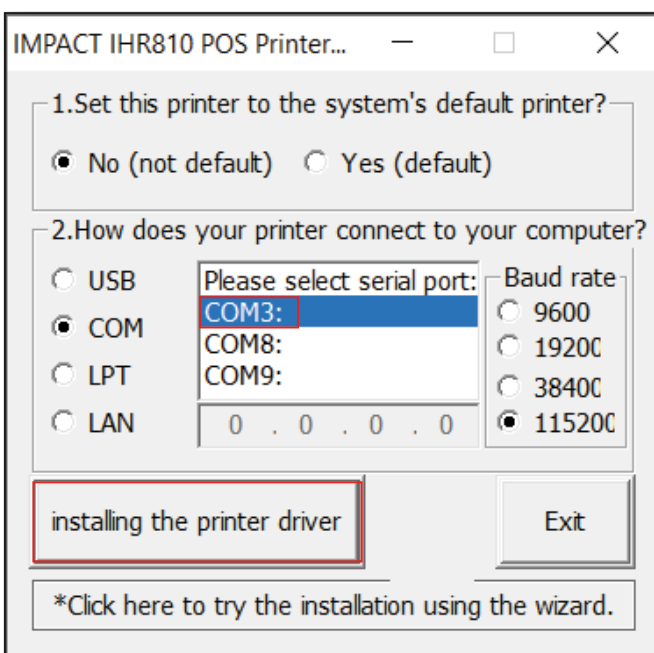 IMPACT IHR810 POS Printer...
1.Set this printer to the system's default printer?
No (not default)
Yes (default)
2.How does your printer connect to your computer?
USB
COM
LPT
LAN
Please select serial port:
COM3:
COM8:
COM9:
0 . 0 . 0 . 0
Baud rate
9600
19200
38400
115200
installing the printer driver
Exit
*Click here to try the installation using the wizard.